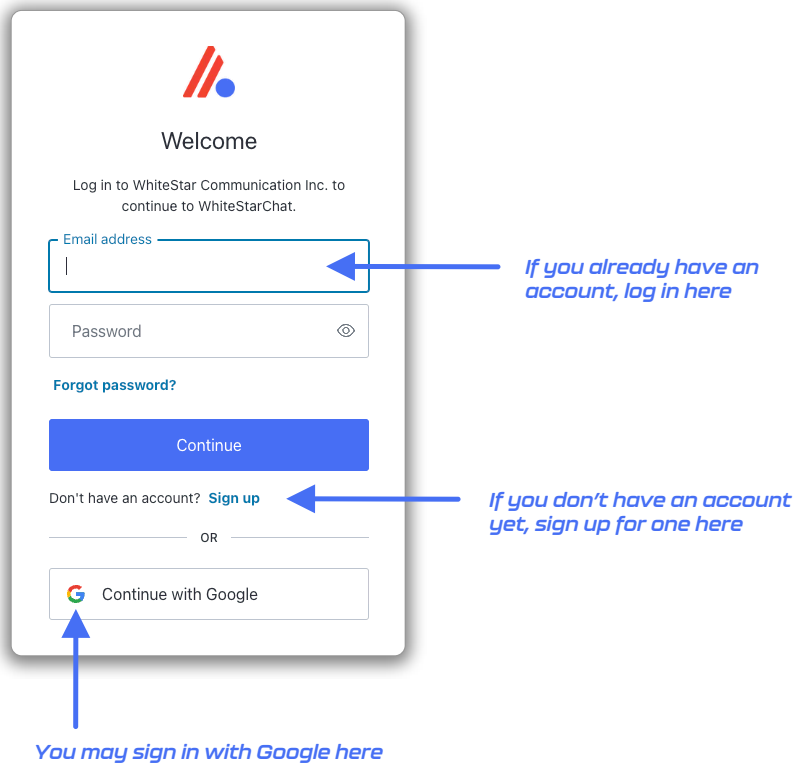 Welcome
Log in to WhiteStar Communication Inc. to
continue to WhiteStarChat.
Email address
If you already have an
account, log in here
Password
Forgot password?
Continue
Don't have an account? Sign up
If you don’t have an account
yet, sign up for one here
OR
Continue with Google
You may sign in with Google here